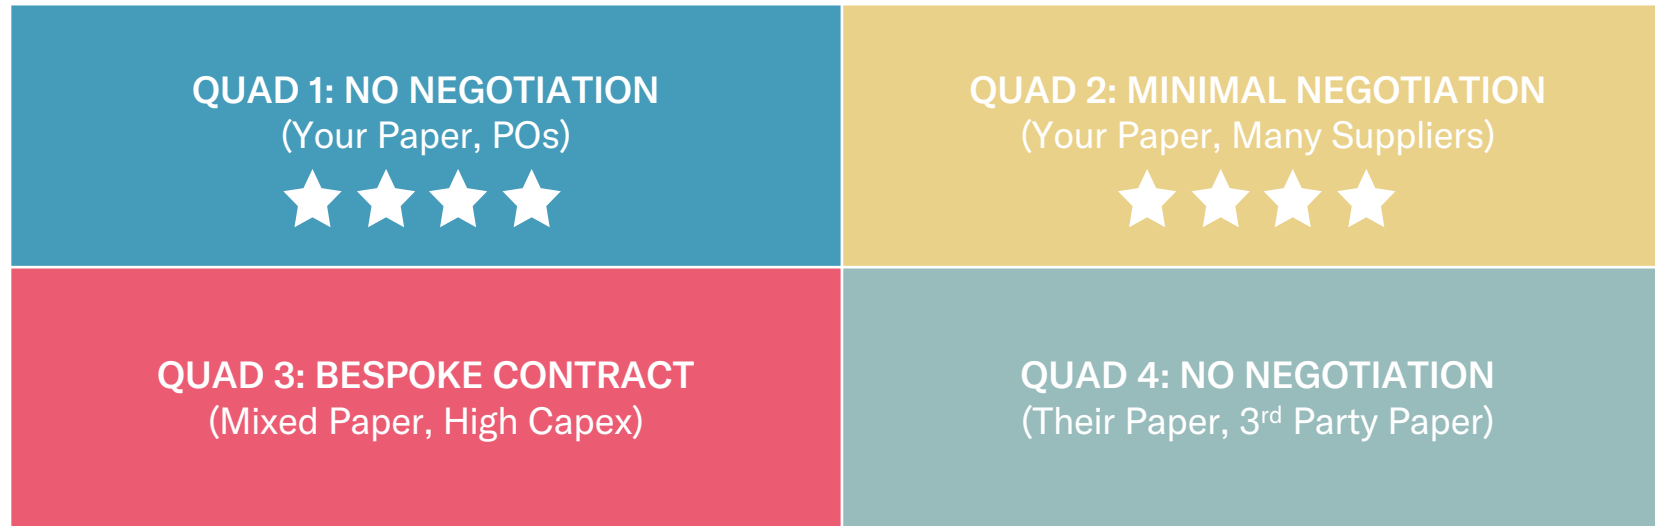 QUAD 1: NO NEGOTIATION
(Your Paper, POs)
QUAD 2: MINIMAL NEGOTIATION
(Your Paper, Many Suppliers)
QUAD 3: BESPOKE CONTRACT
(Mixed Paper, High Capex)
QUAD 4: NO NEGOTIATION
(Their Paper, 3rd Party Paper)